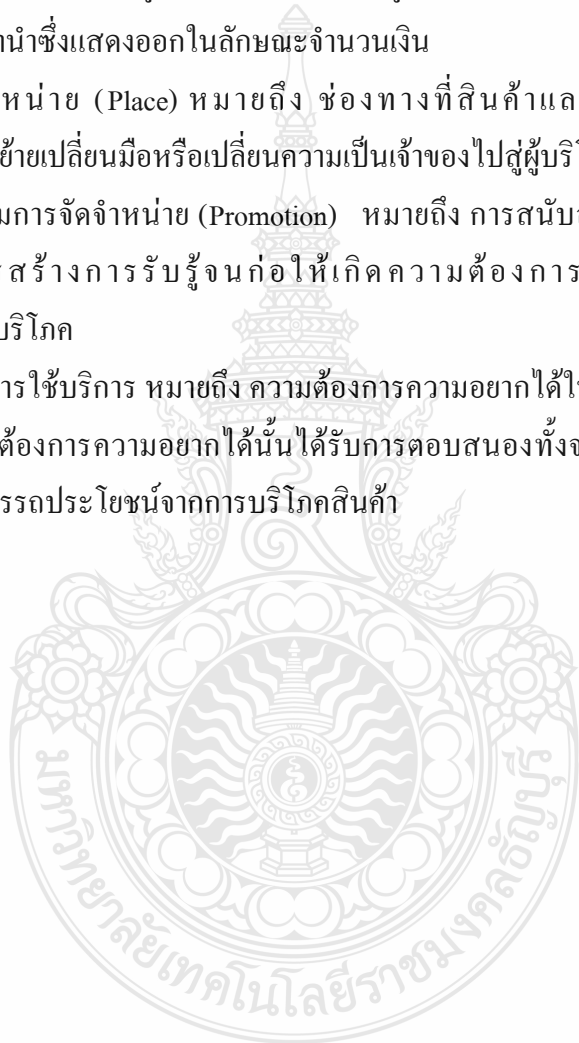 นำซึ่งแสดงออกในลักษณะจำนวนเงิน
หน่าย (Place) หมายถึง ช่องทางที่สินค้าแล
ย้ายเปลี่ยนมือหรือเปลี่ยนความเป็นเจ้าของไปสู่ผู้บริโ
มการจัดจำหน่าย (Promotion) หมายถึง การสนับส
รสร้างการรับรู้จนก่อให้เกิดความต้องการ
บริโภค
ารใช้บริการ หมายถึง ความต้องการความอยากได้ใ
ต้องการความอยากได้นั้นได้รับการตอบสนองทั้งจ
รรถประโยชน์จากการบริโภคสินค้า
มหาวิทยาลัยเทคโนโลยีราชมงคลธัญบุรี